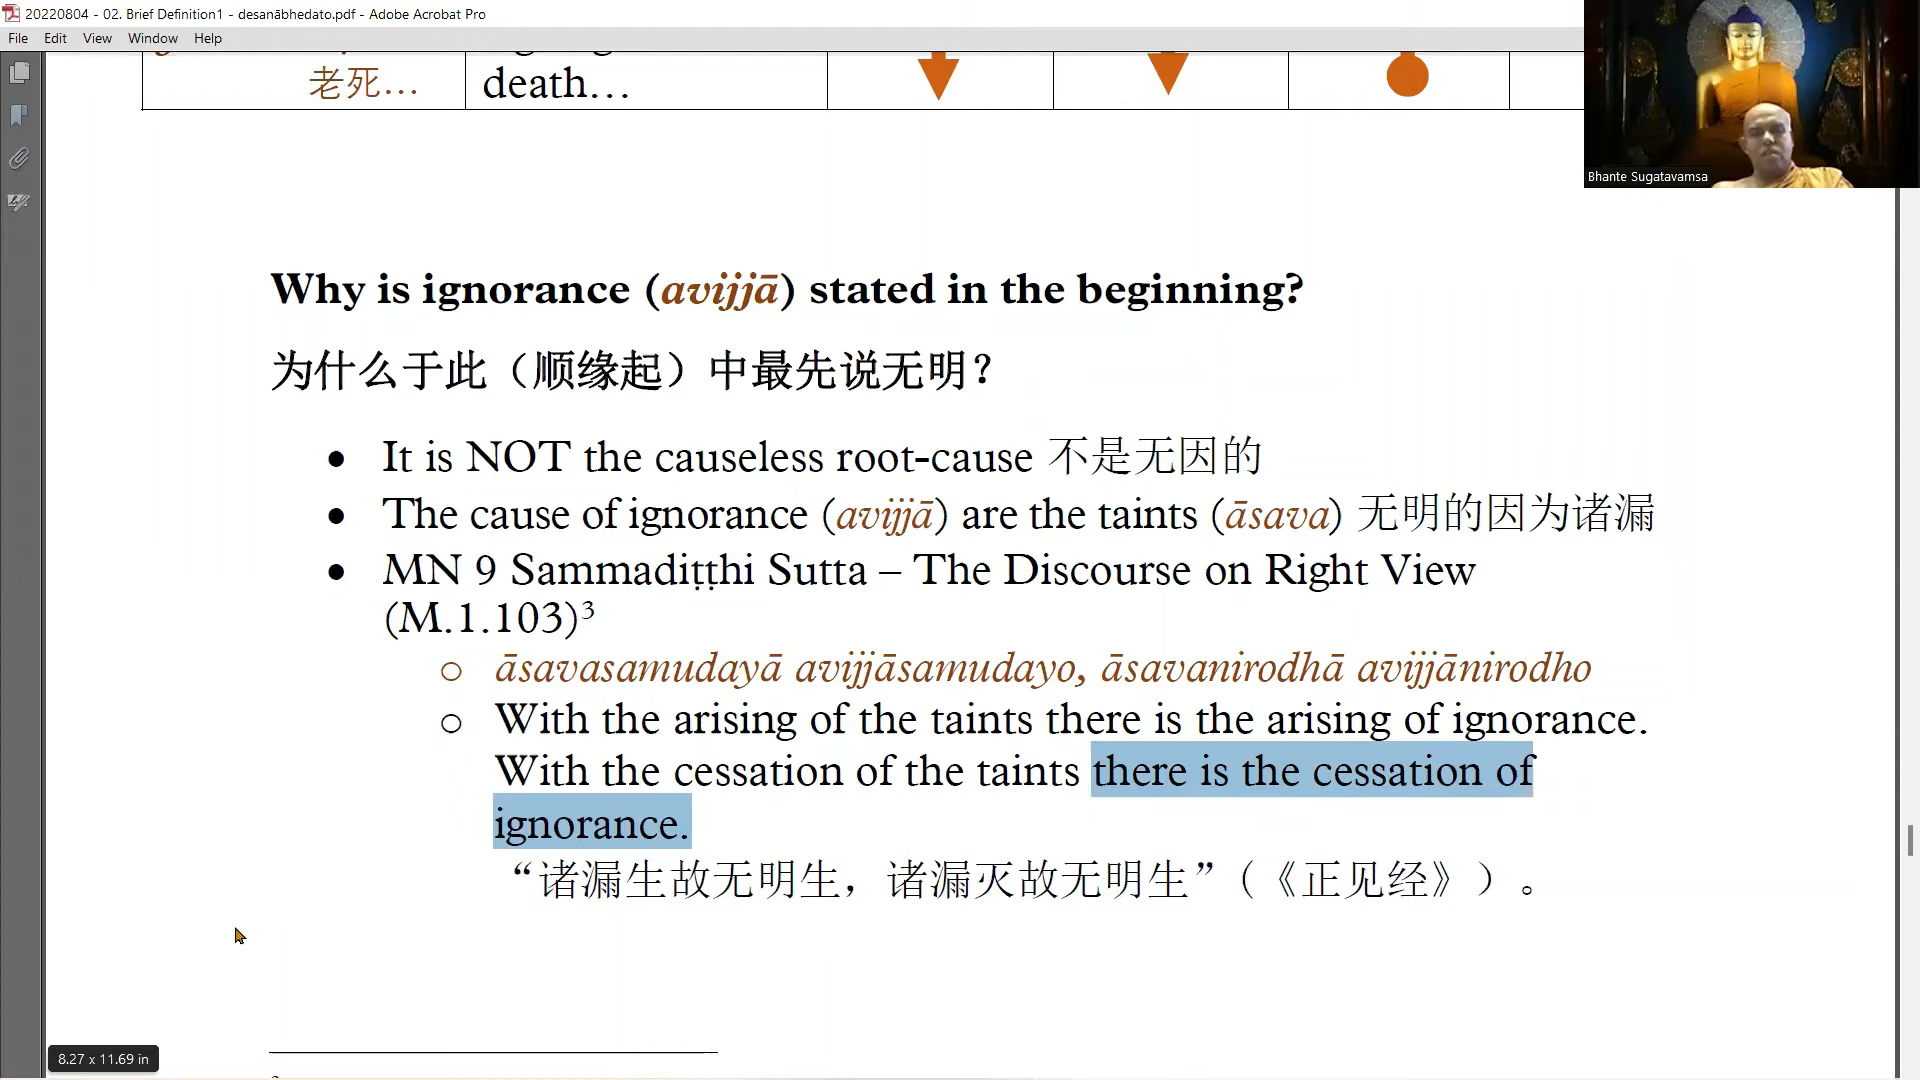 20220804 - 02. Brief Definition1 - desanābhedato.pdf - Adobe Acrobat Pro
File Edit View Window Help
Bhante Sugatavamsa
老死…
death…
Why is ignorance (avijjā) stated in the beginning?
为什么于此（顺缘起）中最先说无明？
• It is NOT the causeless root-cause 不是无因的
• The cause of ignorance (avijjā) are the taints (āsava) 无明的因为诸漏
• MN 9 Sammadiṭṭhi Sutta – The Discourse on Right View
(M.1.103)³
o āsavasamudayā avijjāsamudayo, āsavanirodhā avijjānirodho
o With the arising of the taints there is the arising of ignorance.
With the cessation of the taints there is the cessation of
ignorance.
“诸漏生故无明生，诸漏灭故无明生”（《正见经》）。
8.27 x 11.69 in